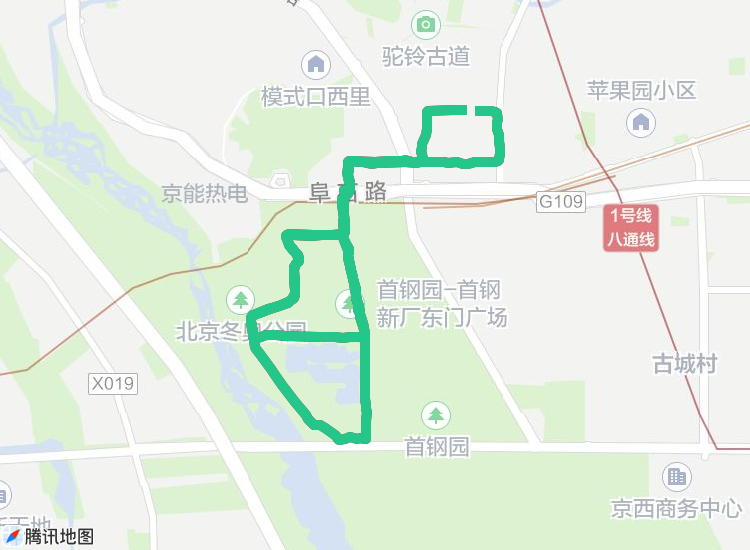 驼铃古道
模式口西里
苹果园小区
京能热电
阜石路
G109
1号线
八通线
首钢园-首钢
新厂东门广场
北京冬奥公园
古城村
X019
首钢园
京西商务中心
腾讯地图